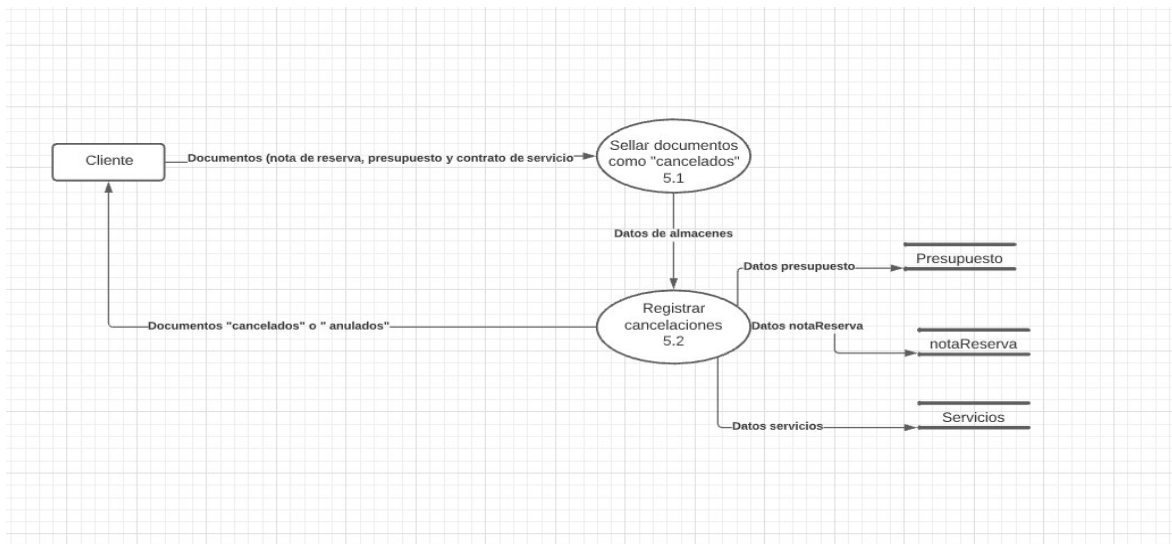 Cliente
Documentos (nota de reserva, presupuesto y contrato de servicio
Sellar documentos
como "cancelados"
5.1
Datos de almacenes
Datos presupuesto
Presupuesto
Registrar
cancelaciones
5.2
Documentos "cancelados" o " anulados"
Datos notaReserva
notaReserva
Servicios
Datos servicios